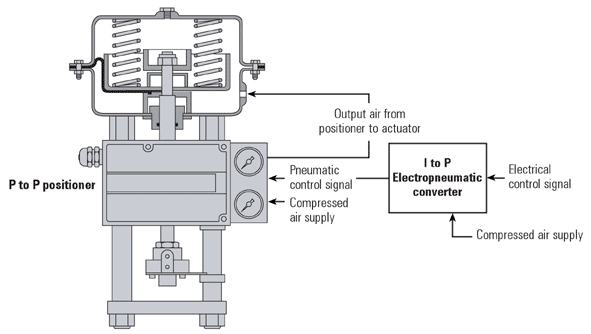 Output air from
positioner to actuator
P to P positioner
Pneumatic
control signal
Compressed
air supply
I to P
Electropneumatic
converter
Electrical
control signal
Compressed air supply